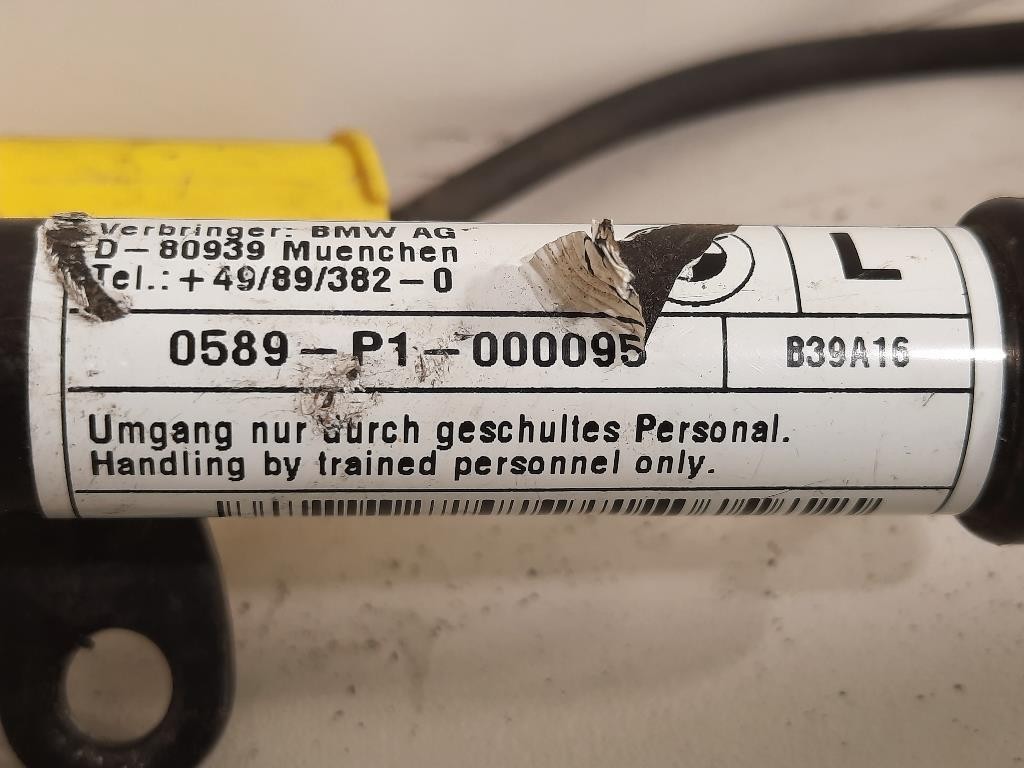 Verbringer: BMW AG
D-80939 Muenchen
Tel.: +49/89/382-0
L
0589-P1-000095
B39A16
Umgang nur durch geschultes Personal.
Handling by trained personnel only.